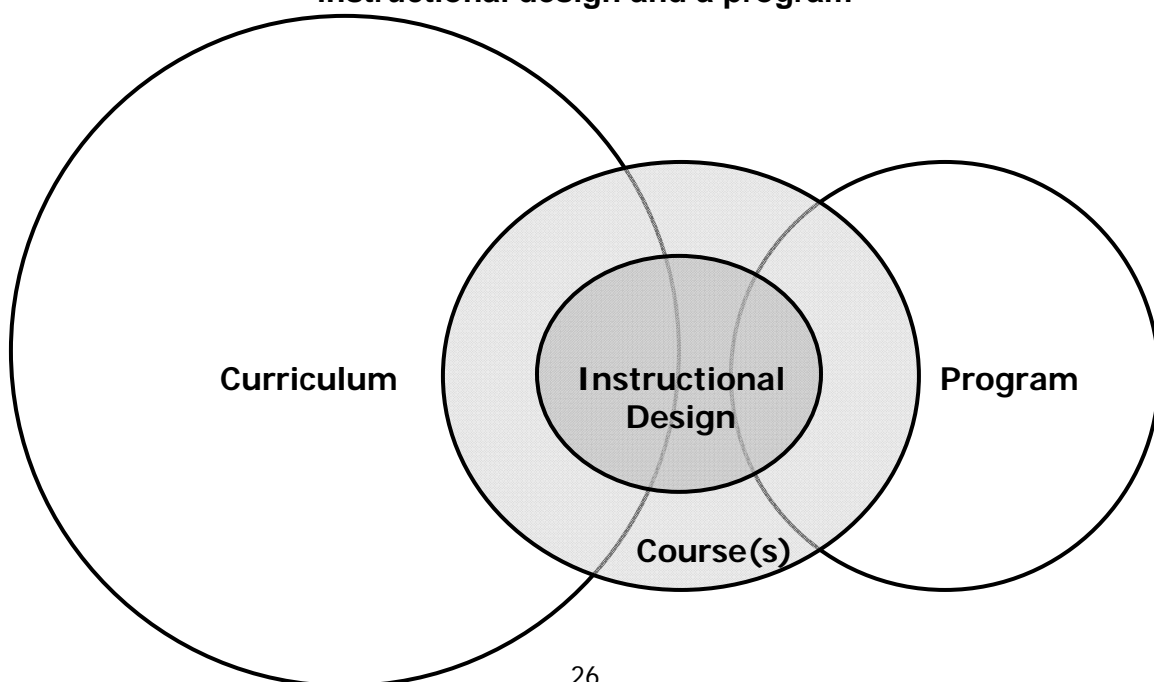 Instructional design and a program
Curriculum
Instructional
Design
Program
Course(s)
26